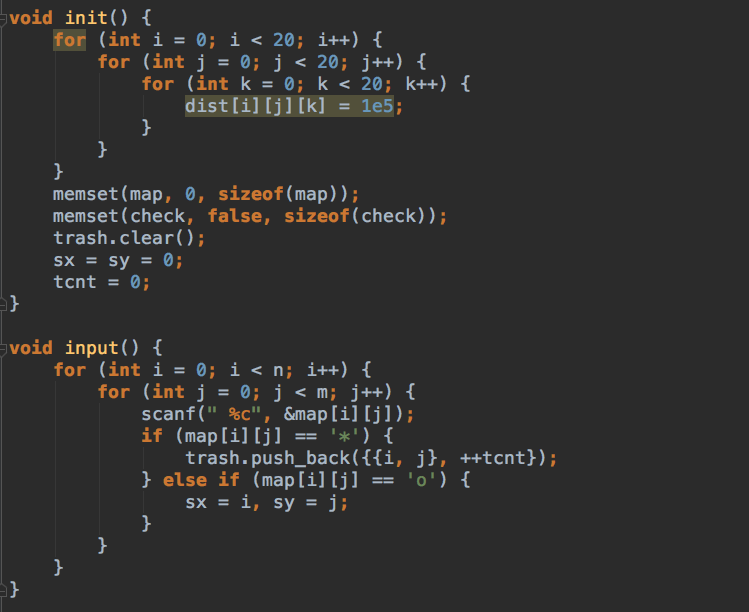 void init() {
    for (int i = 0; i < 20; i++) {
        for (int j = 0; j < 20; j++) {
            for (int k = 0; k < 20; k++) {
                dist[i][j][k] = 1e5;
            }
        }
    }
    memset(map, 0, sizeof(map));
    memset(check, false, sizeof(check));
    trash.clear();
    sx = sy = 0;
    tcnt = 0;
}

void input() {
    for (int i = 0; i < n; i++) {
        for (int j = 0; j < m; j++) {
            scanf(" %c", &map[i][j]);
            if (map[i][j] == '*') {
                trash.push_back({{i, j}, ++tcnt});
            } else if (map[i][j] == 'o') {
                sx = i, sy = j;
            }
        }
    }
}